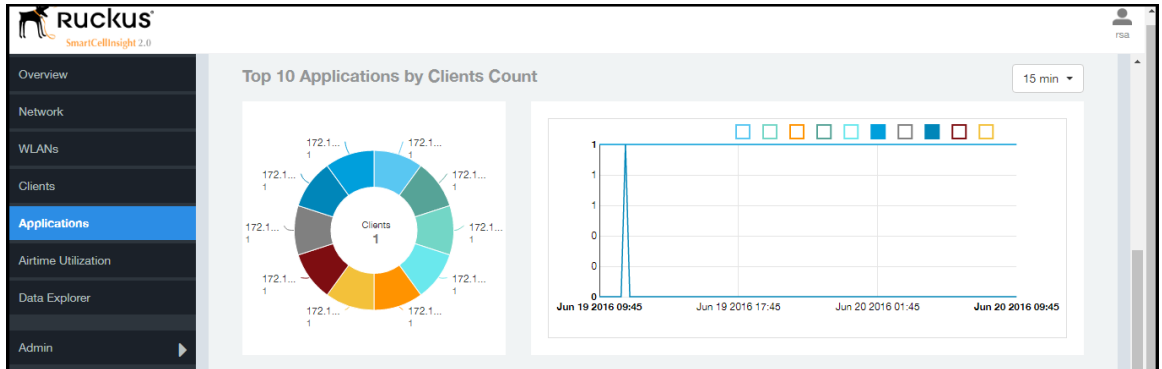 RUCKUS
SmartCellInsight 2.0
rsa
Overview
Network
WLANs
Clients
Applications
Airtime Utilization
Data Explorer
Admin
Top 10 Applications by Clients Count
15 min
172.1...
1
172.1...
1
172.1...
1
172.1...
1
172.1...
1
172.1...
1
172.1...
1
172.1...
1
172.1...
1
172.1...
1
Clients
1
1
1
1
0
0
0
Jun 19 2016 09:45
Jun 19 2016 17:45
Jun 20 2016 01:45
Jun 20 2016 09:45